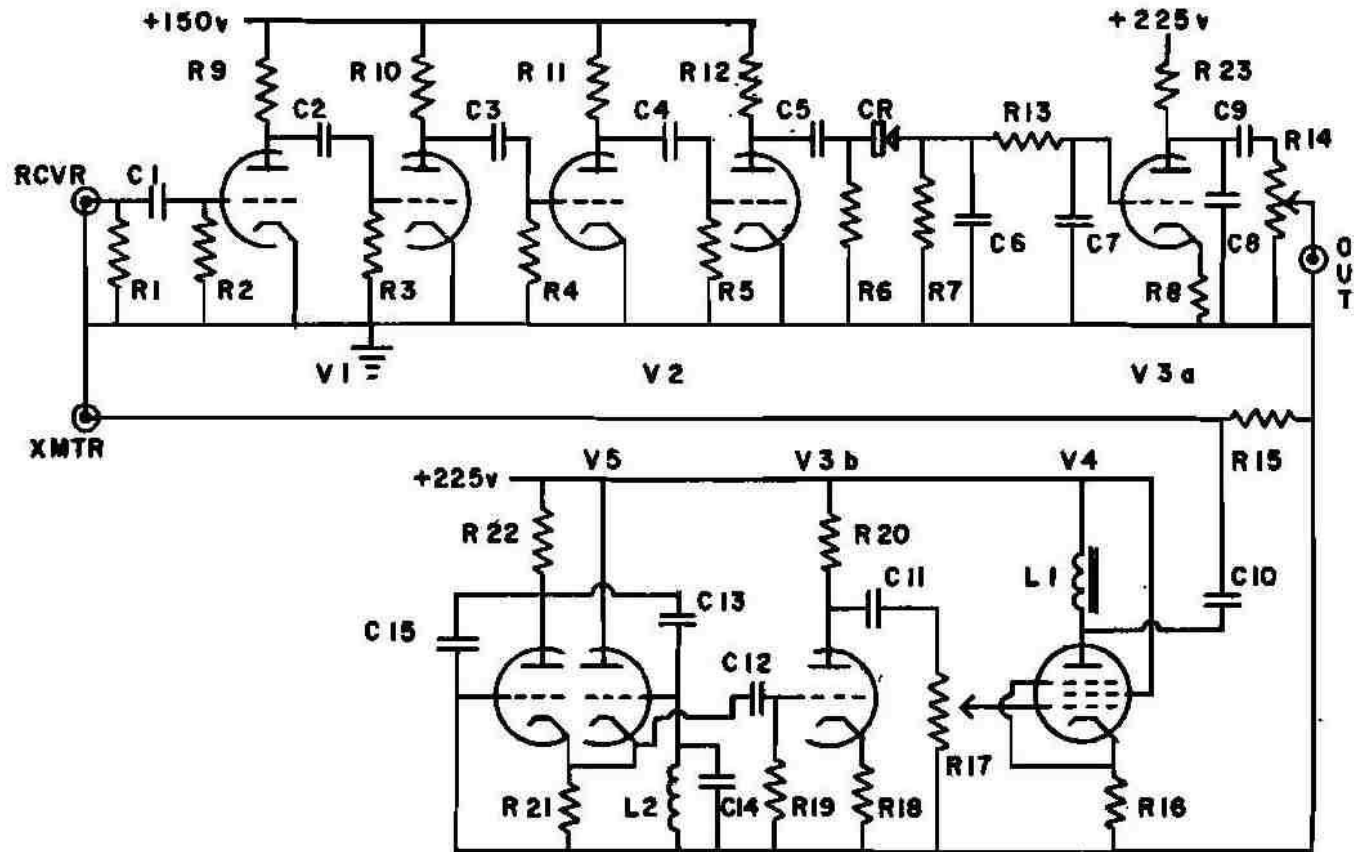 +150v
+225v
R9
R10
R11
R12
R23
C2
C3
C4
C5
CR
R13
C9
R14
RCVR
C1
R1
R2
R3
R4
R5
R6
R7
C6
C7
R8
C8
OUT
V1
V2
V3a
XMTR
R15
+225v
V5
V3b
V4
R22
R20
C11
L1
C10
C13
C15
C12
R17
R21
L2
C14
R19
R18
R16